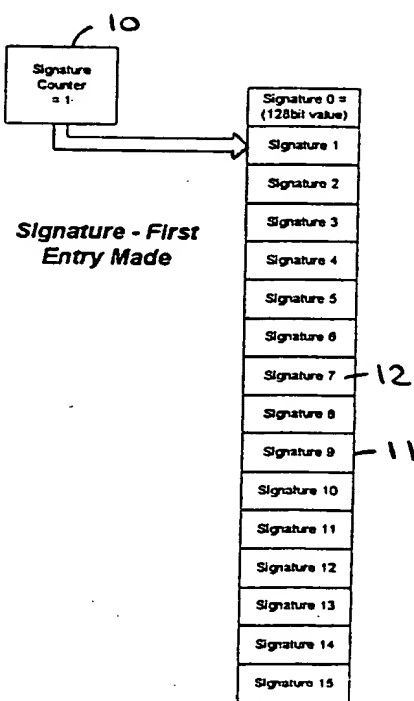 10
Signature
Counter
= 1
Signature 0 =
(128bit value)
Signature 1
Signature 2
Signature - First
Entry Made
Signature 3
Signature 4
Signature 5
Signature 6
Signature 7
12
Signature 8
Signature 9
11
Signature 10
Signature 11
Signature 12
Signature 13
Signature 14
Signature 15